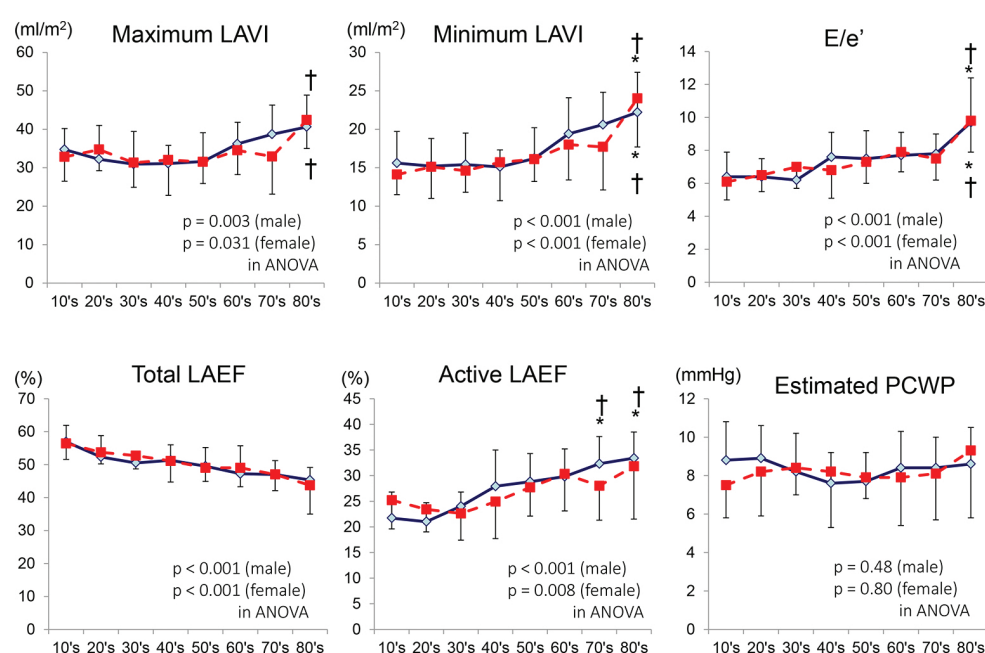 (ml/m²)
Maximum LAVI
60
50
40
30
20
10
0
†
†
p = 0.003 (male)
p = 0.031 (female)
in ANOVA
10's 20's 30's 40's 50's 60's 70's 80's
(ml/m²)
Minimum LAVI
30
25
20
15
10
5
0
†
*
*
†
p < 0.001 (male)
p < 0.001 (female)
in ANOVA
10's 20's 30's 40's 50's 60's 70's 80's
E/e’
14
12
10
8
6
4
2
0
†
*
*
†
p < 0.001 (male)
p < 0.001 (female)
in ANOVA
10's 20's 30's 40's 50's 60's 70's 80's
(%)
Total LAEF
70
60
50
40
30
20
10
0
p < 0.001 (male)
p < 0.001 (female)
in ANOVA
10's 20's 30's 40's 50's 60's 70's 80's
(%)
Active LAEF
45
40
35
30
25
20
15
10
5
0
† †
* *
p < 0.001 (male)
p = 0.008 (female)
in ANOVA
10's 20's 30's 40's 50's 60's 70's 80's
(mmHg)
Estimated PCWP
12
10
8
6
4
2
0
p = 0.48 (male)
p = 0.80 (female)
in ANOVA
10's 20's 30's 40's 50's 60's 70's 80's